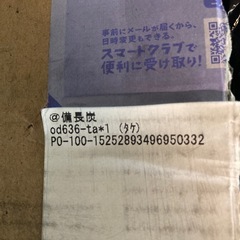 事前にメールが届くから、
日時変更もできる。
スマートクラブで
便利に受け取り!
@備長炭
od636-ta*1 (タケ)
PO-100-15252893496950332